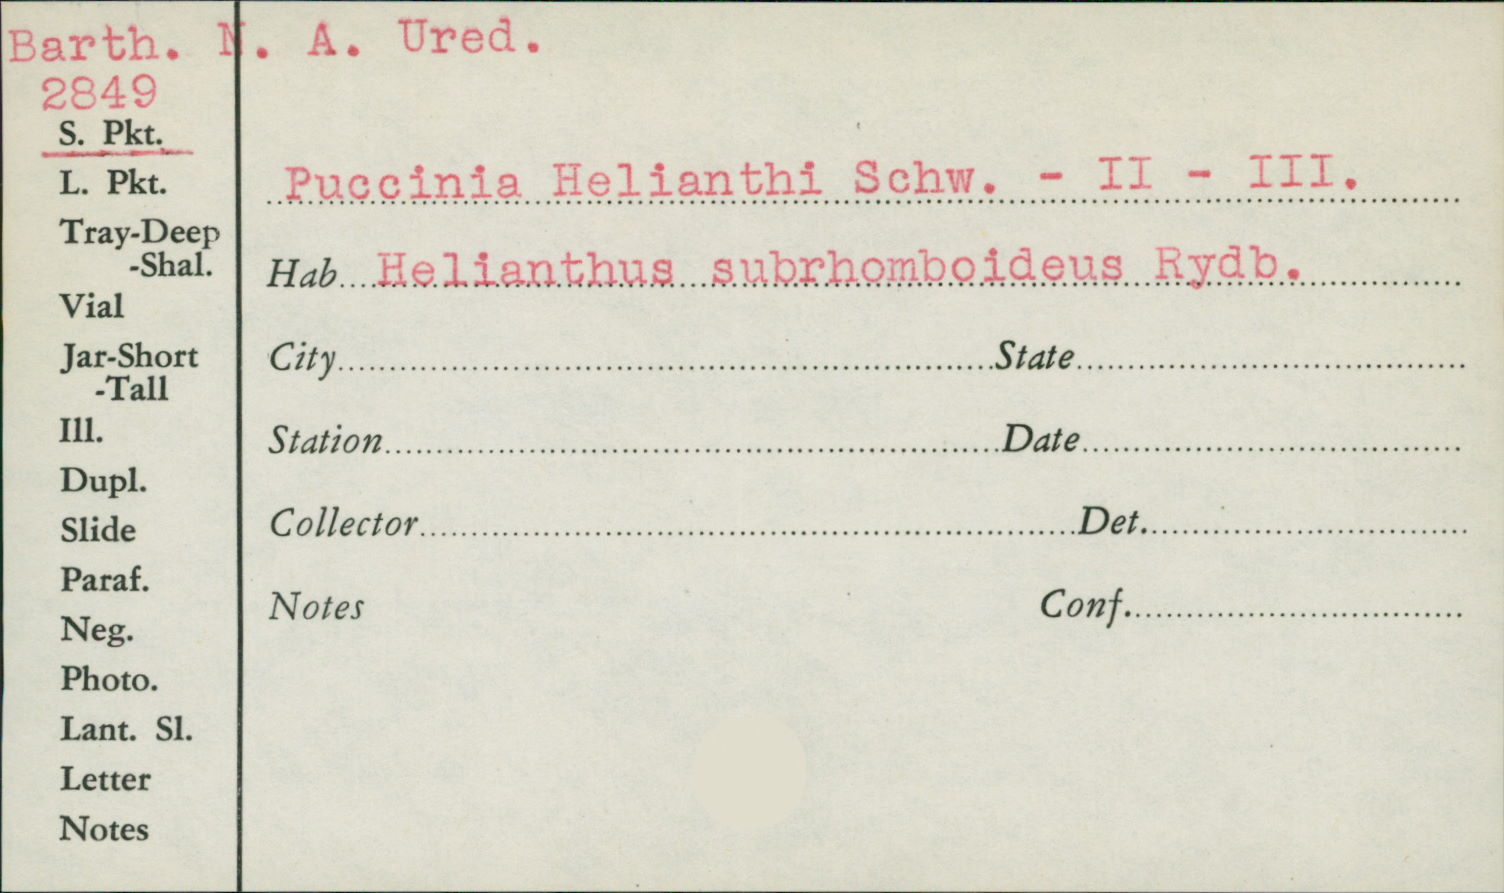 Barth. N. A. Ured.
2849
S. Pkt.
L. Pkt.
Tray-Deep
-Shal.
Vial
Jar-Short
-Tall
Ill.
Dupl.
Slide
Paraf.
Neg.
Photo.
Lant. Sl.
Letter
Notes
Puccinia Helianthi Schw. - II - III.
Hab Helianthus subrhomboideus Rydb.
City State
Station Date
Collector Det.
Notes Conf.